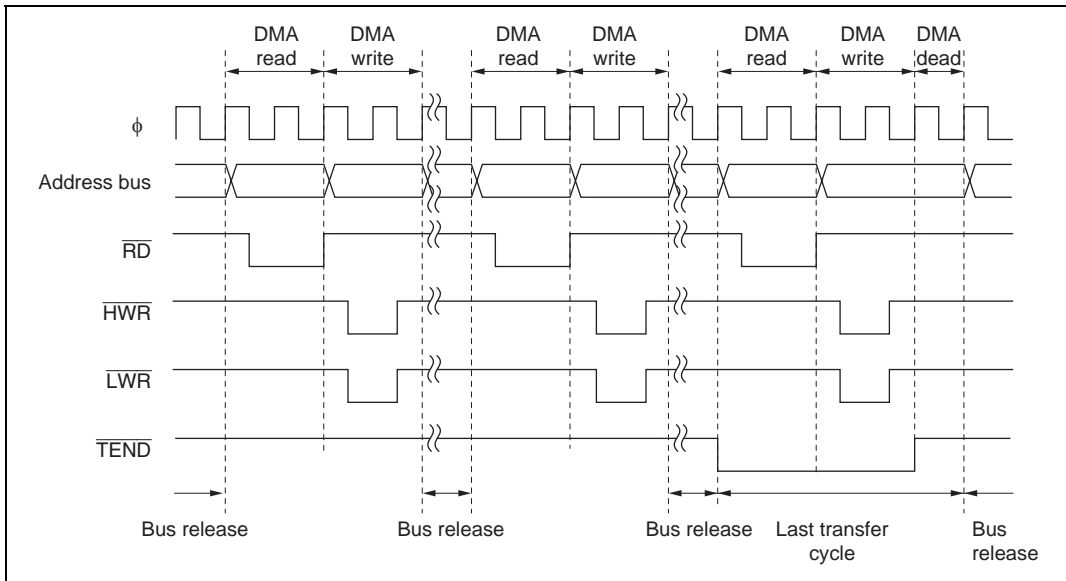 DMA read
DMA write
DMA read
DMA write
DMA read
DMA write
DMA dead
ϕ
Address bus
RD
HWR
LWR
TEND
Bus release
Bus release
Bus release
Last transfer cycle
Bus release